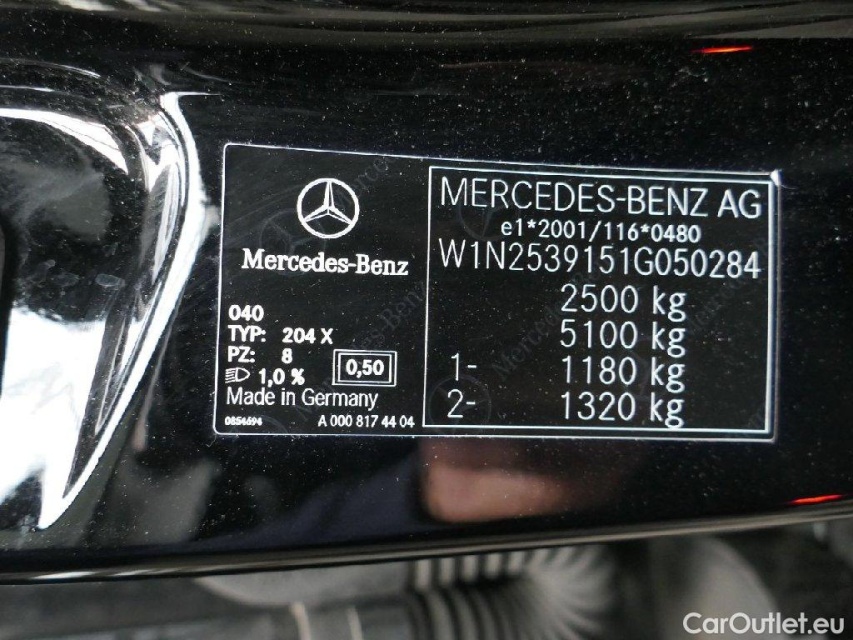 Mercedes-Benz
040
TYP: 204 X
PZ: 8
1,0 %
0,50
Made in Germany
0854694
A 000 817 44 04
MERCEDES-BENZ AG
e1*2001/116*0480
W1N2539151G050284
2500 kg
5100 kg
1- 1180 kg
2- 1320 kg
CarOutlet.eu